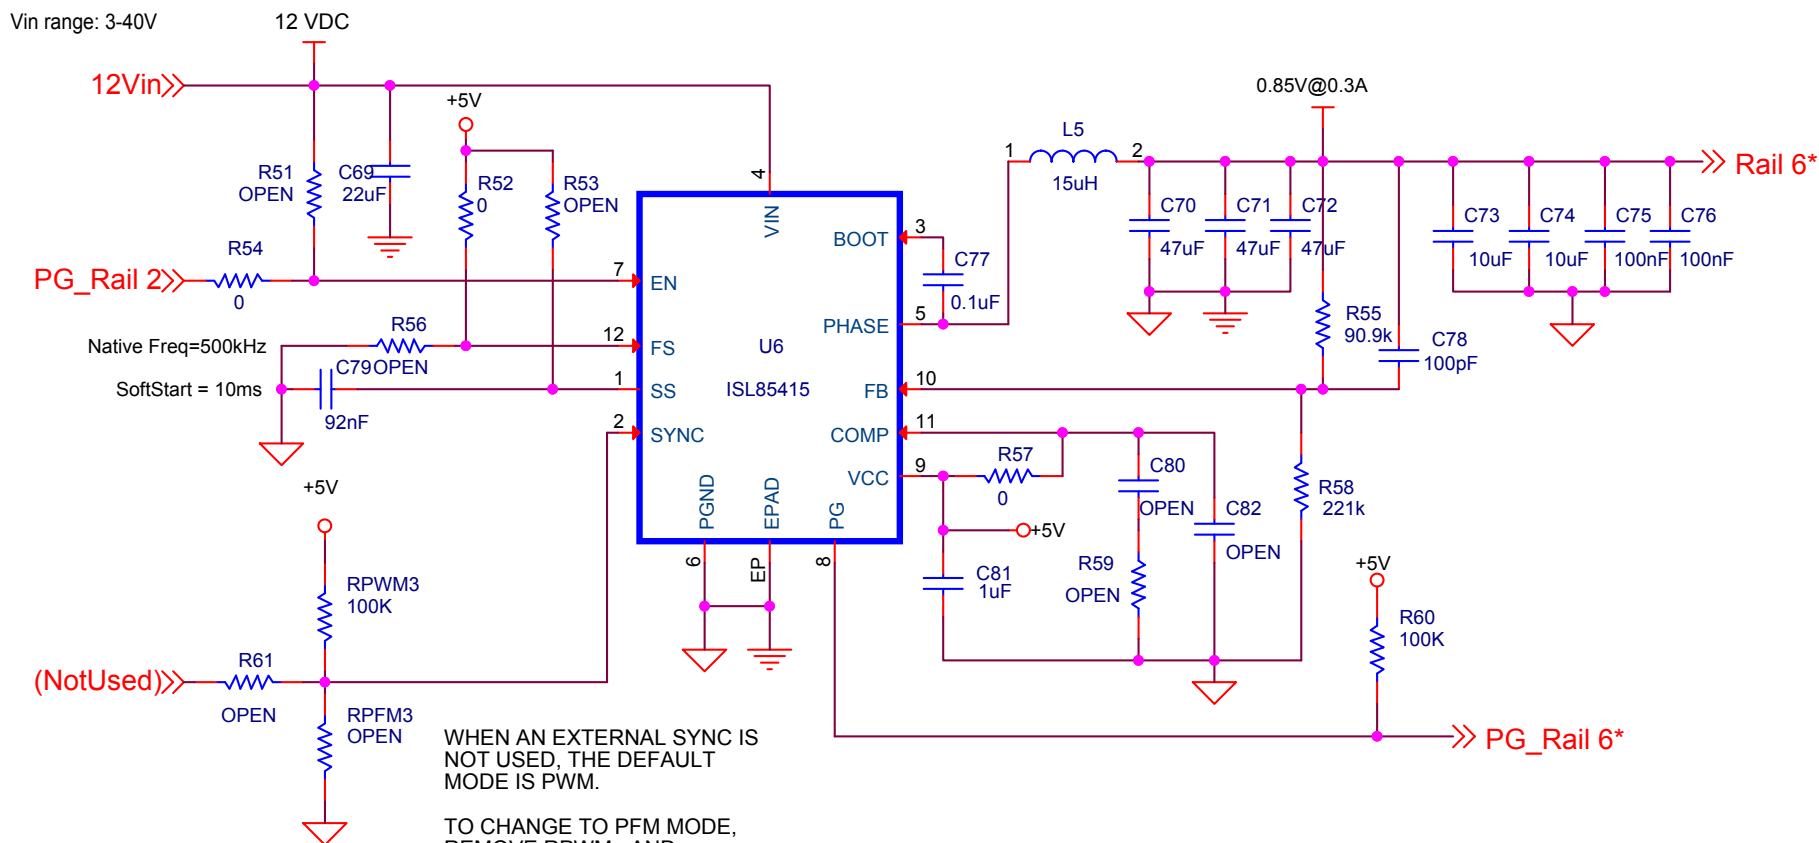 Vin range: 3-40V
12 VDC
12Vin
+5V
0.85V@0.3A
R51
OPEN
C69
22uF
R52
0
R53
OPEN
L5
1
2
15uH
Rail 6*
4
VIN
BOOT
3
C77
0.1uF
C70
47uF
C71
47uF
C72
47uF
C73
10uF
C74
10uF
C75
100nF
C76
100nF
R54
0
PG_Rail 2
7
EN
PHASE
5
R55
90.9k
C78
100pF
Native Freq=500kHz
R56
OPEN
12
FS
U6
ISL85415
SoftStart = 10ms
C79
92nF
1
SS
FB
10
2
SYNC
COMP
11
VCC
9
R57
0
C80
OPEN
C82
OPEN
R58
221k
+5V
PGND
EPAD
PG
6
EP
8
+5V
C81
1uF
R59
OPEN
+5V
R60
100K
RPWM3
100K
R61
OPEN
(NotUsed)
RPFM3
OPEN
PG_Rail 6*
WHEN AN EXTERNAL SYNC IS
NOT USED, THE DEFAULT
MODE IS PWM.
TO CHANGE TO PFM MODE,
REMOVE RPWM AND